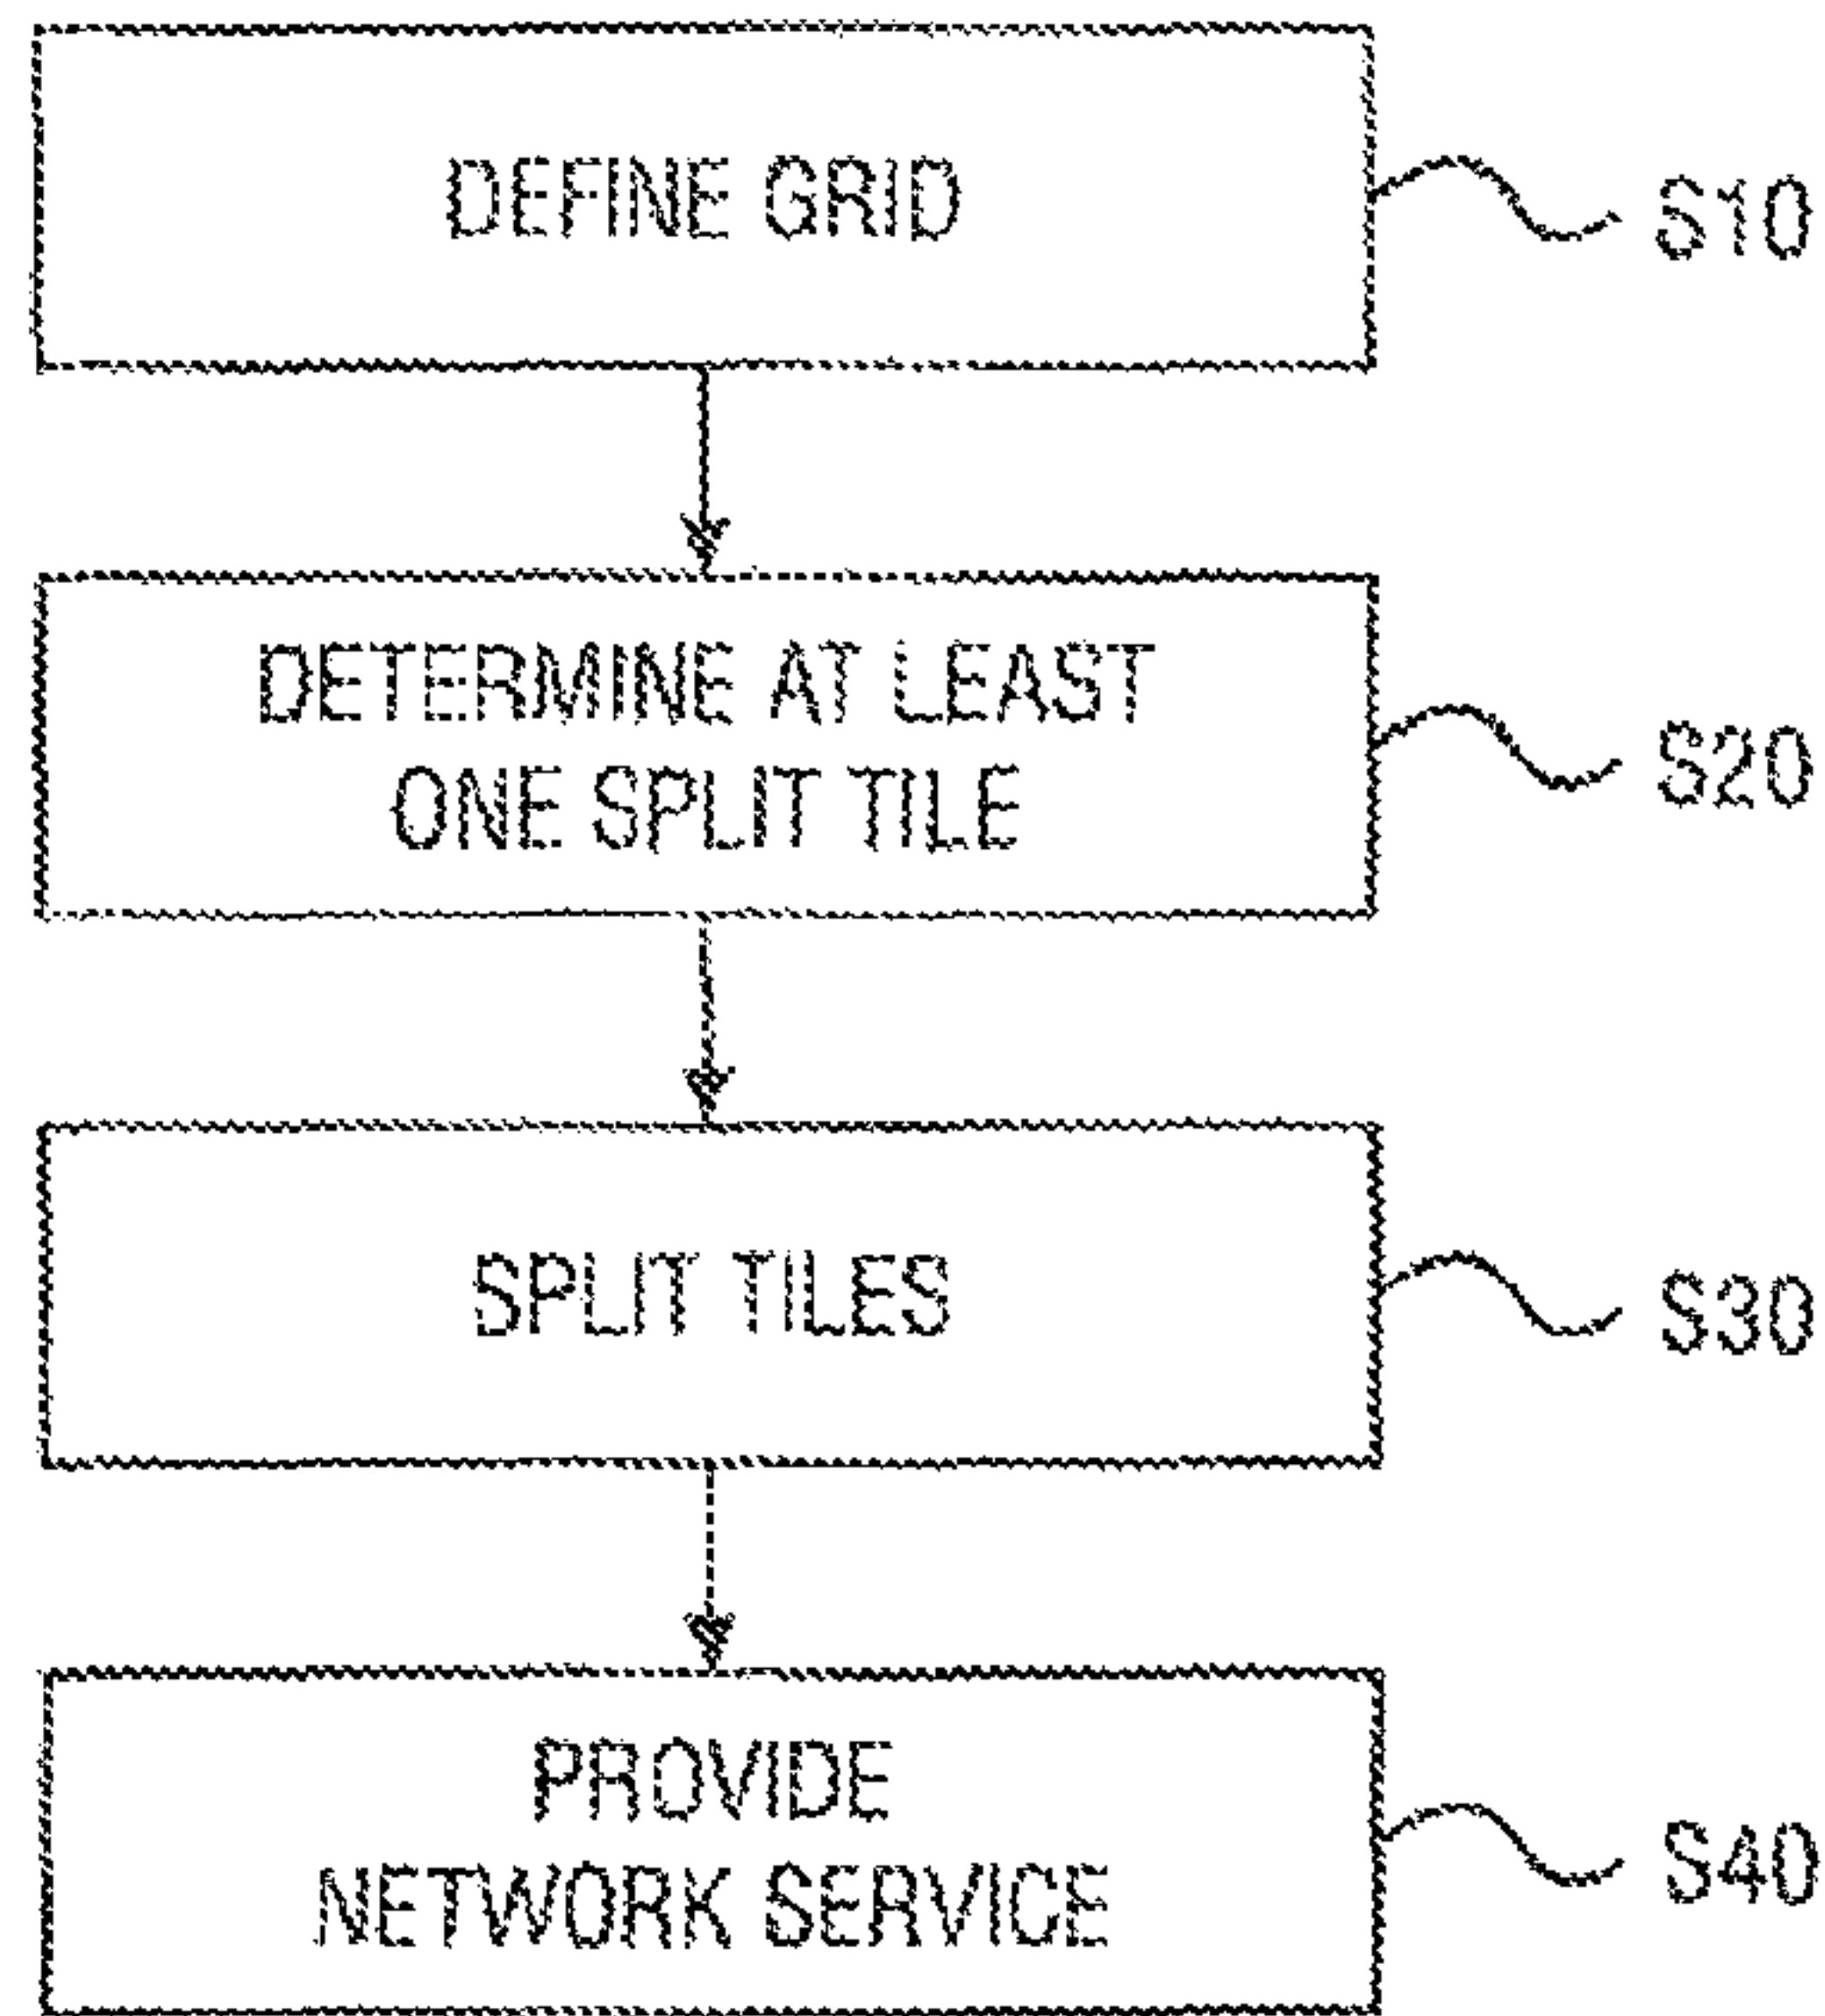 DEFINE GRID
S10
DETERMINE AT LEAST
ONE SPLIT TILE
S20
SPLIT TILES
S30
PROVIDE
NETWORK SERVICE
S40